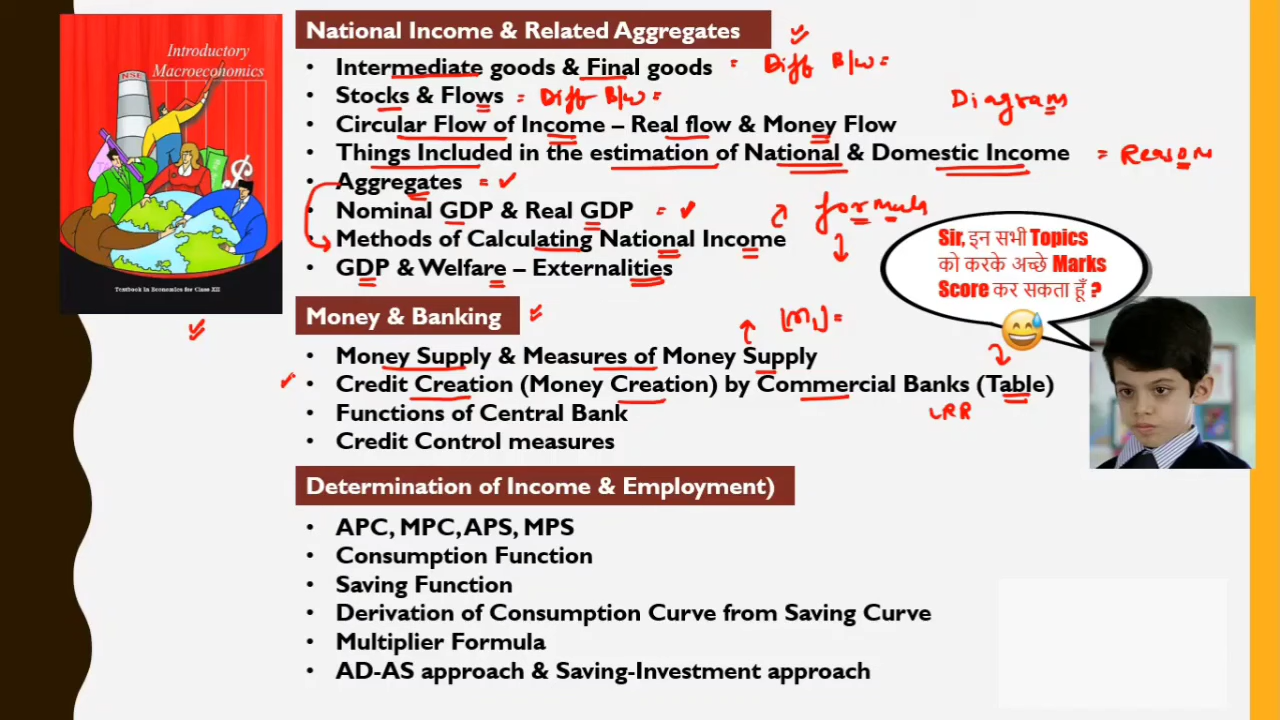 Introductory
Macroeconomics
NSE
Textbook in Economics for Class XII
National Income & Related Aggregates
• Intermediate goods & Final goods = Diff B/w =
• Stocks & Flows = Diff B/w =
Diagram
• Circular Flow of Income – Real flow & Money Flow
• Things Included in the estimation of National & Domestic Income = Reason
• Aggregates = ✓
• Nominal GDP & Real GDP = ✓
formula
• Methods of Calculating National Income
• GDP & Welfare – Externalities
Sir, इन सभी Topics
को करके अच्छे Marks
Score कर सकता हूँ ?
Money & Banking
[M1] =
• Money Supply & Measures of Money Supply
• Credit Creation (Money Creation) by Commercial Banks (Table)
LRR
• Functions of Central Bank
• Credit Control measures
Determination of Income & Employment)
• APC, MPC, APS, MPS
• Consumption Function
• Saving Function
• Derivation of Consumption Curve from Saving Curve
• Multiplier Formula
• AD-AS approach & Saving-Investment approach